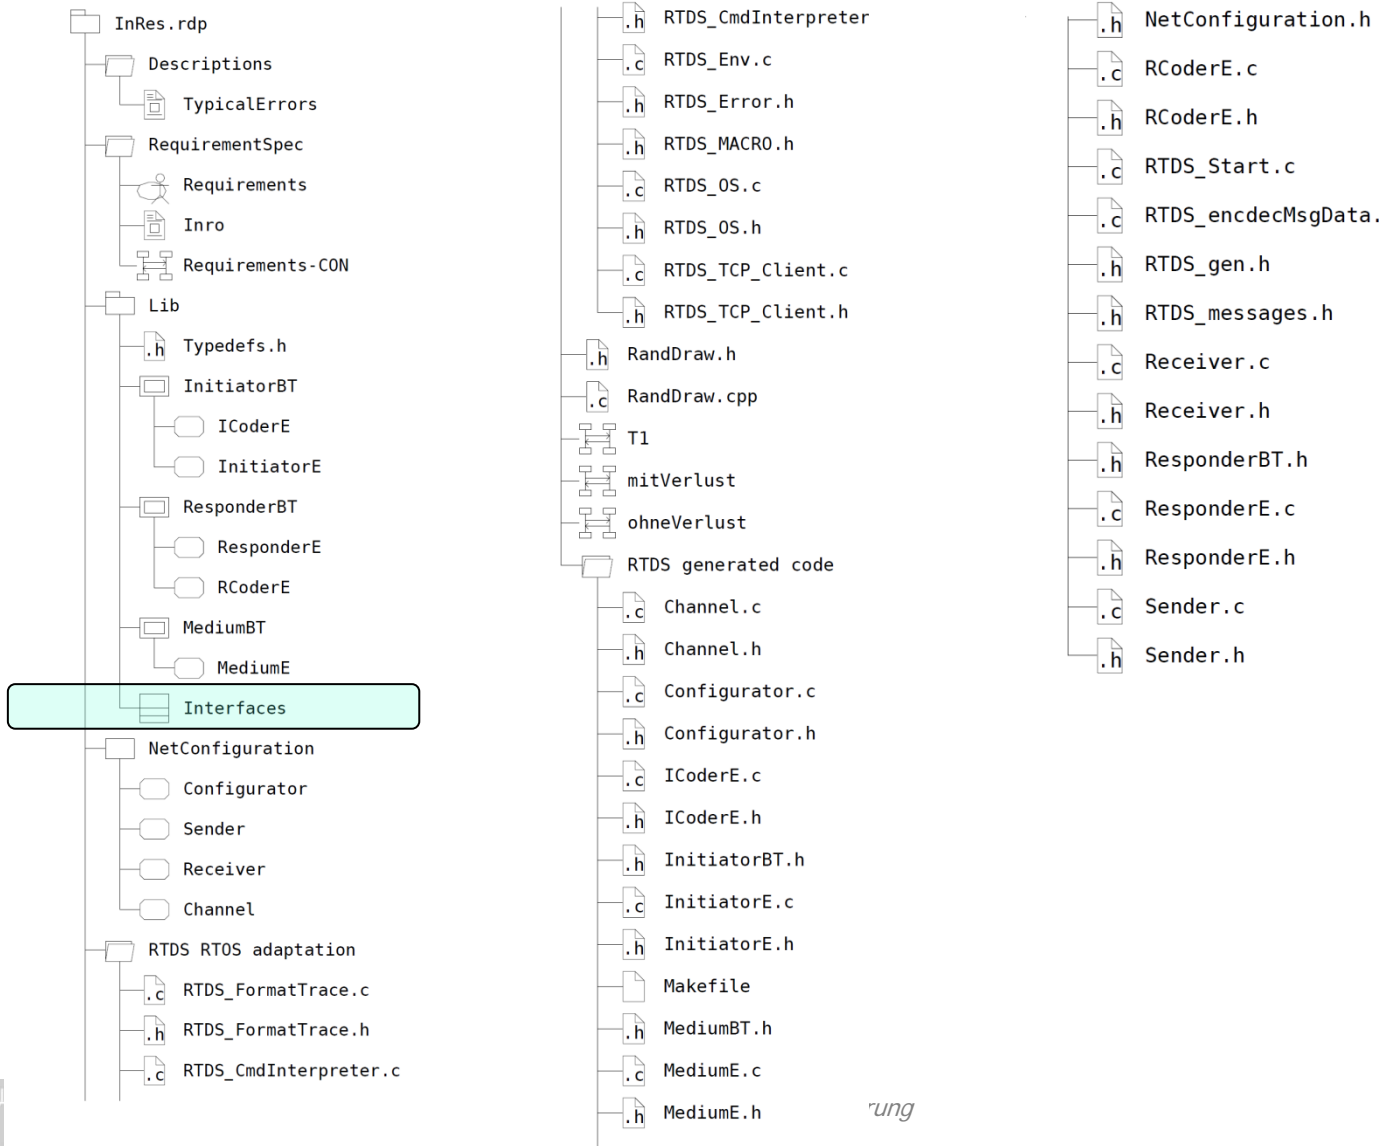 InRes.rdp
Descriptions
TypicalErrors
RequirementSpec
Requirements
Inro
Requirements-CON
Lib
.h Typedefs.h
InitiatorBT
ICoderE
InitiatorE
ResponderBT
ResponderE
RCoderE
MediumBT
MediumE
Interfaces
NetConfiguration
Configurator
Sender
Receiver
Channel
RTDS RTOS adaptation
.c RTDS_FormatTrace.c
.h RTDS_FormatTrace.h
.c RTDS_CmdInterpreter.c
.h RTDS_CmdInterpreter
.c RTDS_Env.c
.h RTDS_Error.h
.h RTDS_MACRO.h
.c RTDS_OS.c
.h RTDS_OS.h
.c RTDS_TCP_Client.c
.h RTDS_TCP_Client.h
.h RandDraw.h
.c RandDraw.cpp
T1
mitVerlust
ohneVerlust
RTDS generated code
.c Channel.c
.h Channel.h
.c Configurator.c
.h Configurator.h
.c ICoderE.c
.h ICoderE.h
.h InitiatorBT.h
.c InitiatorE.c
.h InitiatorE.h
Makefile
.h MediumBT.h
.c MediumE.c
.h MediumE.h
rung
.h NetConfiguration.h
.c RCoderE.c
.h RCoderE.h
.c RTDS_Start.c
.c RTDS_encdecMsgData.
.h RTDS_gen.h
.h RTDS_messages.h
.c Receiver.c
.h Receiver.h
.h ResponderBT.h
.c ResponderE.c
.h ResponderE.h
.c Sender.c
.h Sender.h